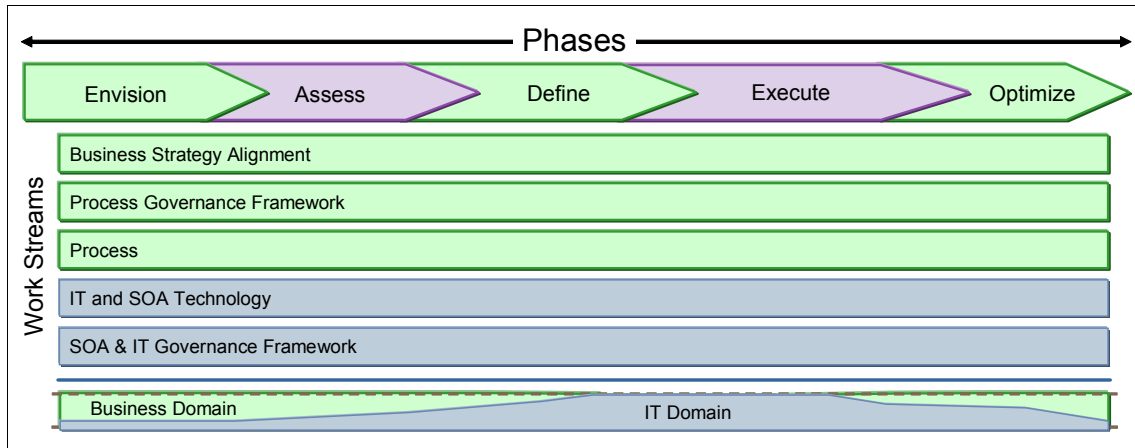 Phases
Envision
Assess
Define
Execute
Optimize
Work Streams
Business Strategy Alignment
Process Governance Framework
Process
IT and SOA Technology
SOA & IT Governance Framework
Business Domain
IT Domain